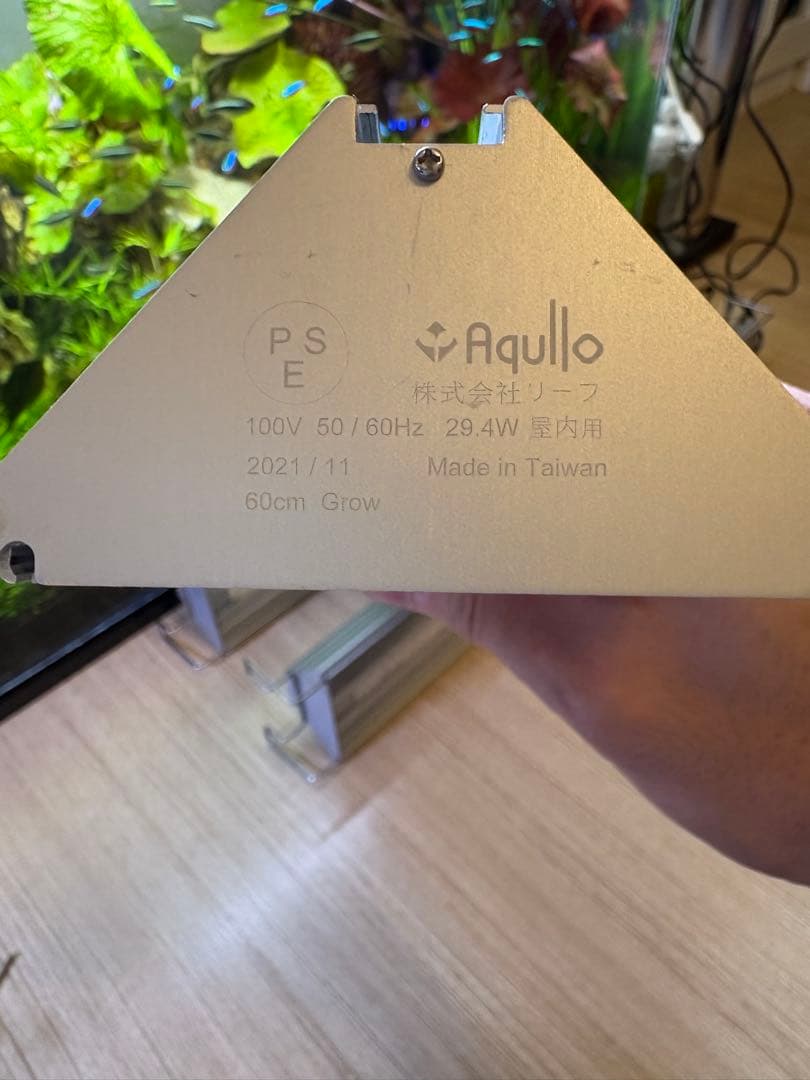 PS
E
Aqullo
株式会社リーフ
100V 50 / 60Hz 29.4W 屋内用
2021 / 11 Made in Taiwan
60cm Grow